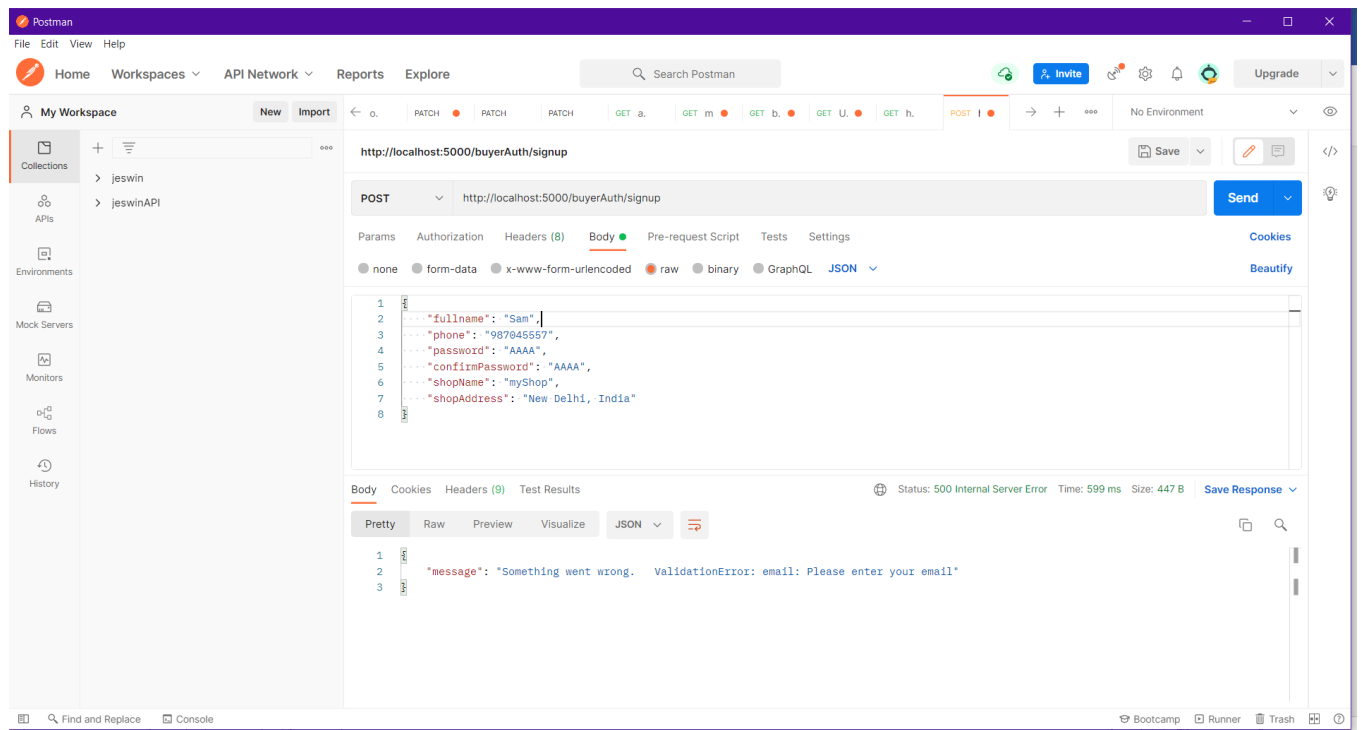 Postman
File Edit View Help
Home Workspaces API Network Reports Explore Search Postman Invite Upgrade
My Workspace New Import o. PATCH PATCH PATCH GET a. GET m GET b. GET U. GET h. POST No Environment
Collections
APIs
Environments
Mock Servers
Monitors
Flows
History
jeswin
jeswinAPI
http://localhost:5000/buyerAuth/signup Save
POST http://localhost:5000/buyerAuth/signup Send
Params Authorization Headers (8) Body Pre-request Script Tests Settings Cookies
none form-data x-www-form-urlencoded raw binary GraphQL JSON Beautify
1 {
2 "fullname": "Sam",
3 "phone": "987045557",
4 "password": "AAAA",
5 "confirmPassword": "AAAA",
6 "shopName": "myShop",
7 "shopAddress": "New Delhi, India"
8 }
Body Cookies Headers (9) Test Results Status: 500 Internal Server Error Time: 599 ms Size: 447 B Save Response
Pretty Raw Preview Visualize JSON
1 {
2 "message": "Something went wrong. ValidationError: email: Please enter your email"
3 }
Find and Replace Console Bootcamp Runner Trash